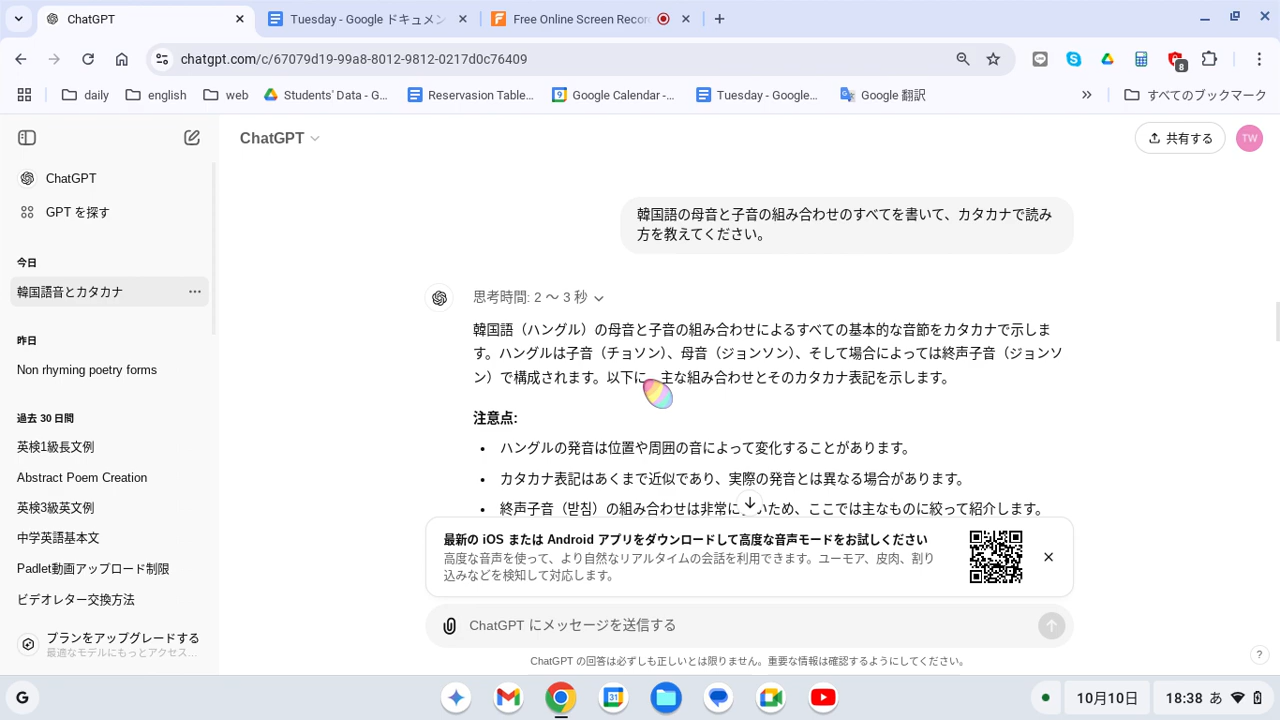 ChatGPT
Tuesday - Google ドキュメン
Free Online Screen Recor
chatgpt.com/c/67079d19-99a8-8012-9812-0217d0c76409
8
daily
english
web
Students' Data - G...
Reservasion Table...
Google Calendar -...
Tuesday - Google...
Google 翻訳
すべてのブックマーク
ChatGPT
共有する
TW
ChatGPT
GPT を探す
今日
韓国語音とカタカナ
昨日
Non rhyming poetry forms
過去 30 日間
英検1級長文例
Abstract Poem Creation
英検3級英文例
中学英語基本文
Padlet動画アップロード制限
ビデオレター交換方法
プランをアップグレードする
最適なモデルにもっとアクセス...
韓国語の母音と子音の組み合わせのすべてを書いて、カタカナで読み
方を教えてください。
思考時間: 2 〜 3 秒
韓国語（ハングル）の母音と子音の組み合わせによるすべての基本的な音節をカタカナで示しま
す。ハングルは子音（チョソン）、母音（ジョンソン）、そして場合によっては終声子音（ジョンソ
ン）で構成されます。以下に、主な組み合わせとそのカタカナ表記を示します。
注意点:
• ハングルの発音は位置や周囲の音によって変化することがあります。
• カタカナ表記はあくまで近似であり、実際の発音とは異なる場合があります。
• 終声子音（받침）の組み合わせは非常に いため、ここでは主なものに絞って紹介します。
最新の iOS または Android アプリをダウンロードして高度な音声モードをお試しください
高度な音声を使って、より自然なリアルタイムの会話を利用できます。ユーモア、皮肉、割り
込みなどを検知して対応します。
ChatGPT にメッセージを送信する
ChatGPT の回答は必ずしも正しいとは限りません。重要な情報は確認するようにしてください。
?
G
31
10月10日
18:38 あ